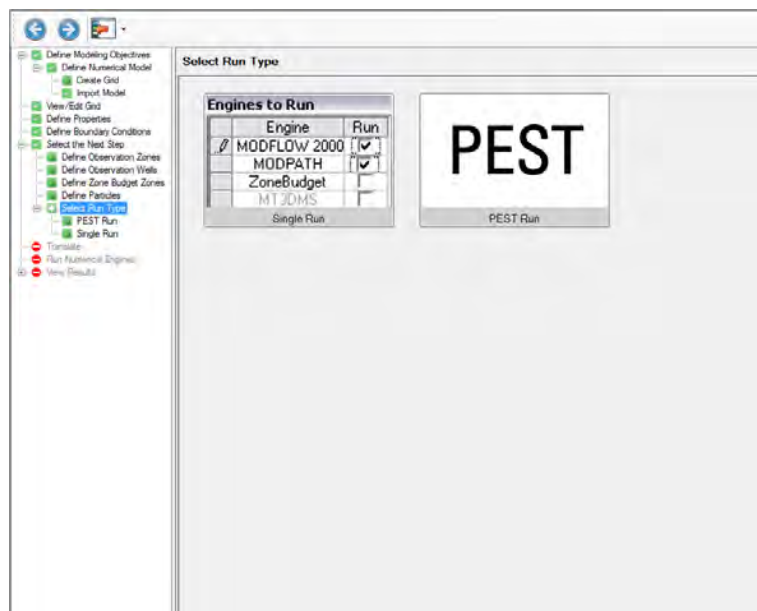 Define Modeling Objectives
Define Numerical Model
Create Grid
Import Model
View/Edit Grid
Define Properties
Define Boundary Conditions
Select the Next Step
Define Observation Zones
Define Observation Wells
Define Zone Budget Zones
Define Particles
Select Run Type
PEST Run
Single Run
Translate
Run Numerical Engines
View Results
Select Run Type
Engines to Run
Engine Run
MODFLOW 2000
MODPATH
ZoneBudget
MT3DMS
Single Run
PEST
PEST Run